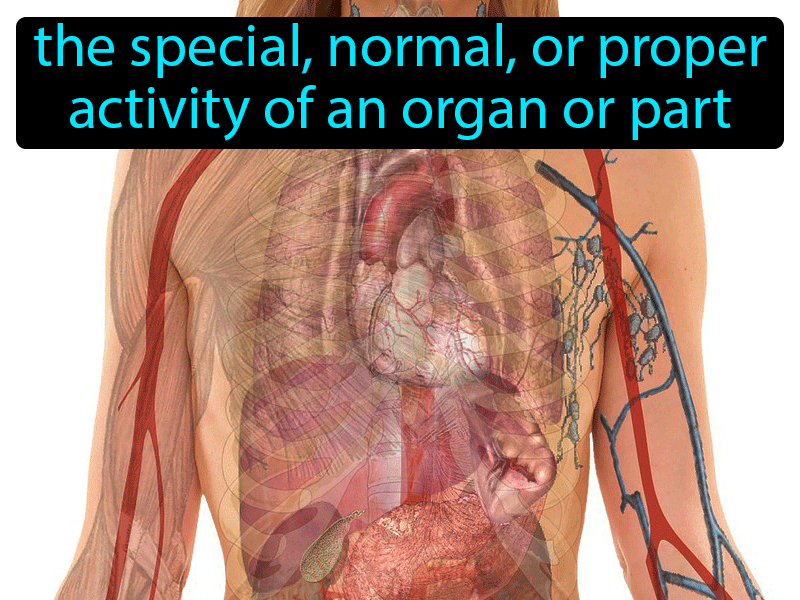 the special, normal, or proper
activity of an organ or part